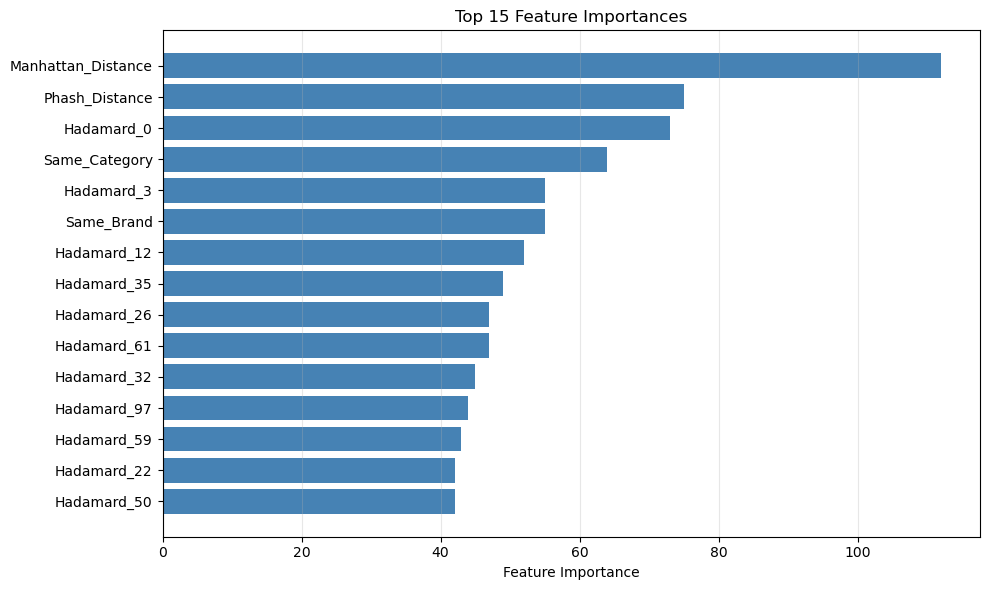 Top 15 Feature Importances
Manhattan_Distance
Phash_Distance
Hadamard_0
Same_Category
Hadamard_3
Same_Brand
Hadamard_12
Hadamard_35
Hadamard_26
Hadamard_61
Hadamard_32
Hadamard_97
Hadamard_59
Hadamard_22
Hadamard_50
0 20 40 60 80 100
Feature Importance